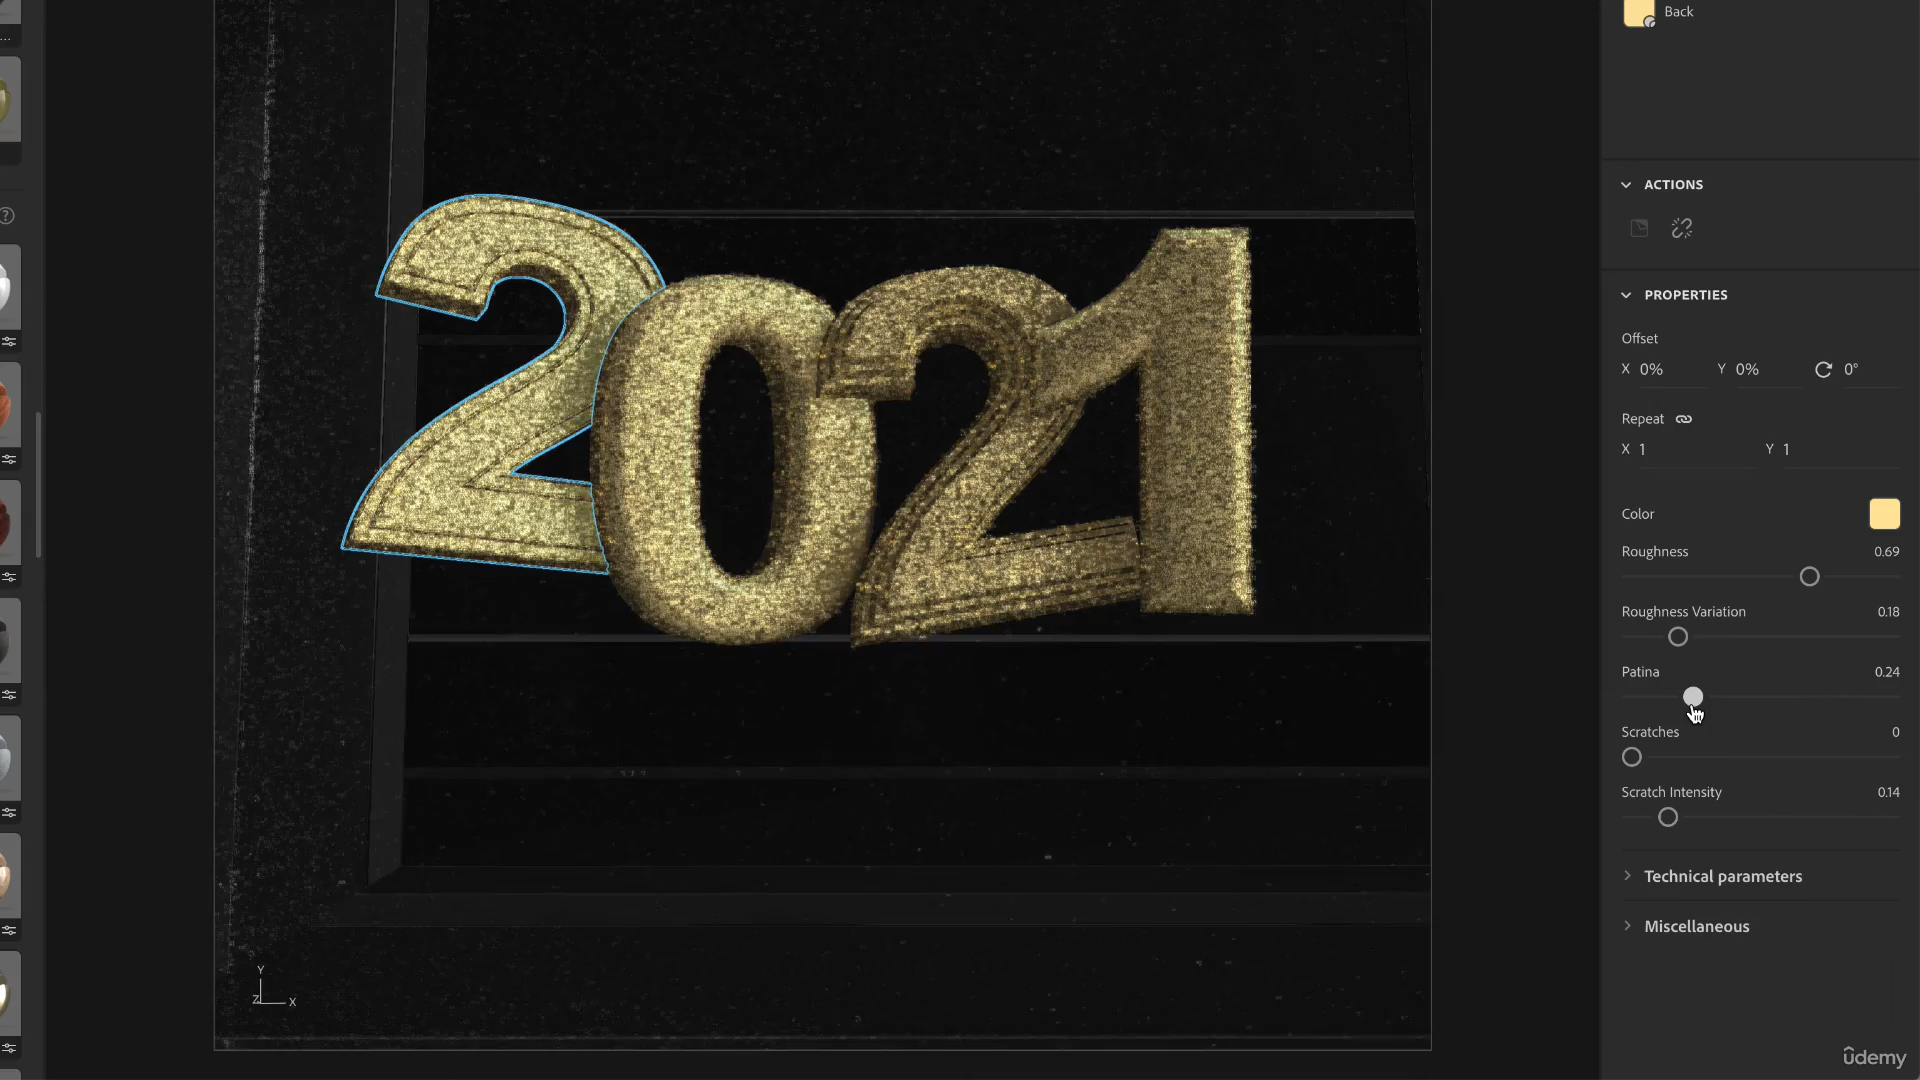 Back
...
ACTIONS
2021
PROPERTIES
Offset
X 0% Y 0% 0°
Repeat
X 1 Y 1
Color
Roughness 0.69
Roughness Variation 0.18
Patina 0.24
Scratches 0
Scratch Intensity 0.14
Technical parameters
Miscellaneous
Y
Z X
ûdemy